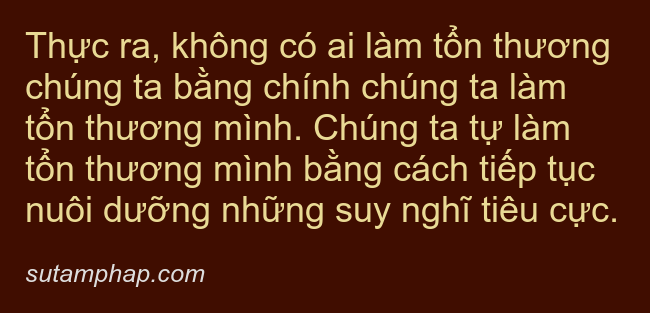 Thực ra, không có ai làm tổn thương
chúng ta bằng chính chúng ta làm
tổn thương mình. Chúng ta tự làm
tổn thương mình bằng cách tiếp tục
nuôi dưỡng những suy nghĩ tiêu cực.
sutamphap.com